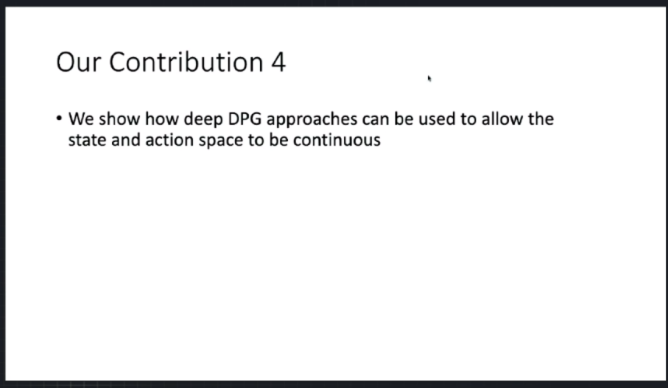 Our Contribution 4
• We show how deep DPG approaches can be used to allow the
state and action space to be continuous